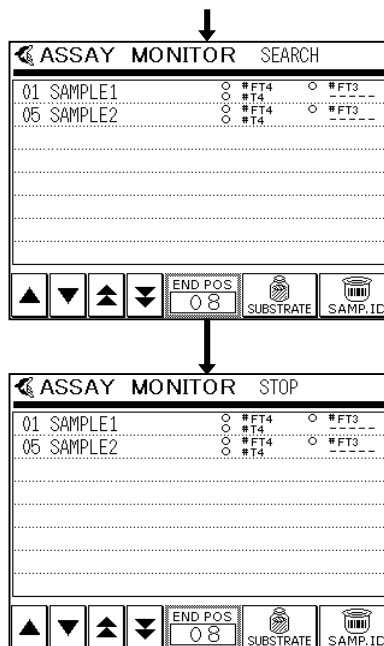 ASSAY MONITOR SEARCH
01 SAMPLE1 #FT4 #FT3
#T4 -----
05 SAMPLE2 #FT4 #FT3
#T4 -----
END POS
08
SUBSTRATE SAMP.ID
ASSAY MONITOR STOP
01 SAMPLE1 #FT4 #FT3
#T4 -----
05 SAMPLE2 #FT4 #FT3
#T4 -----
END POS
08
SUBSTRATE SAMP.ID